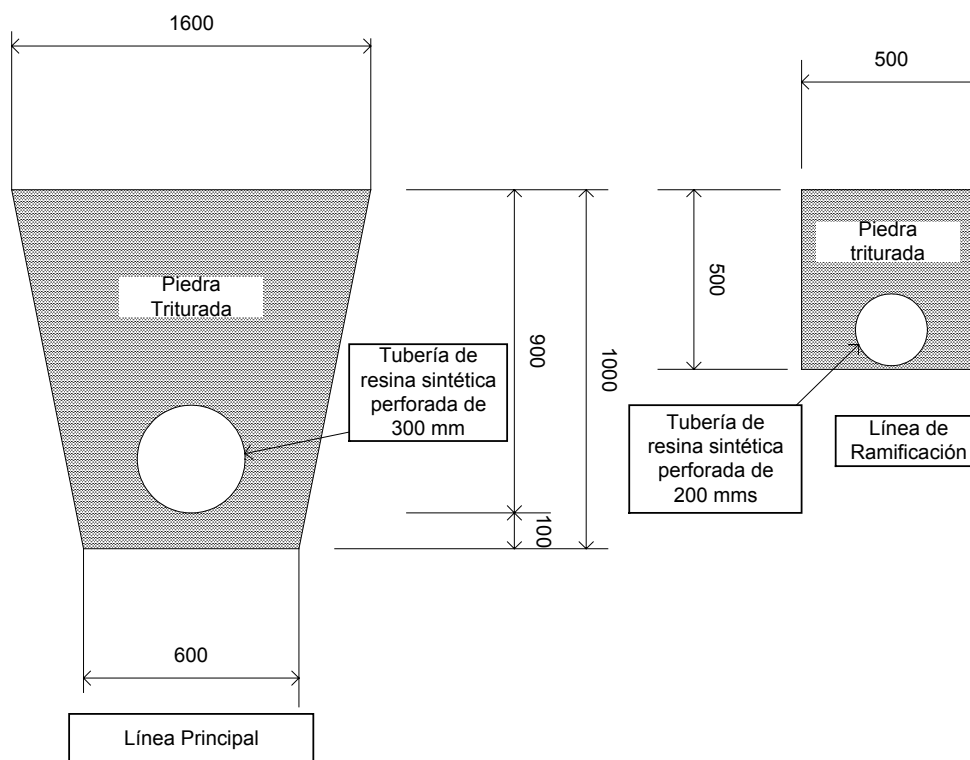 1600
500
Piedra
Triturada
Piedra
triturada
500
900
1000
Tubería de
resina sintética
perforada de
300 mm
Tubería de
resina sintética
perforada de
200 mms
Línea de
Ramificación
100
600
Línea Principal